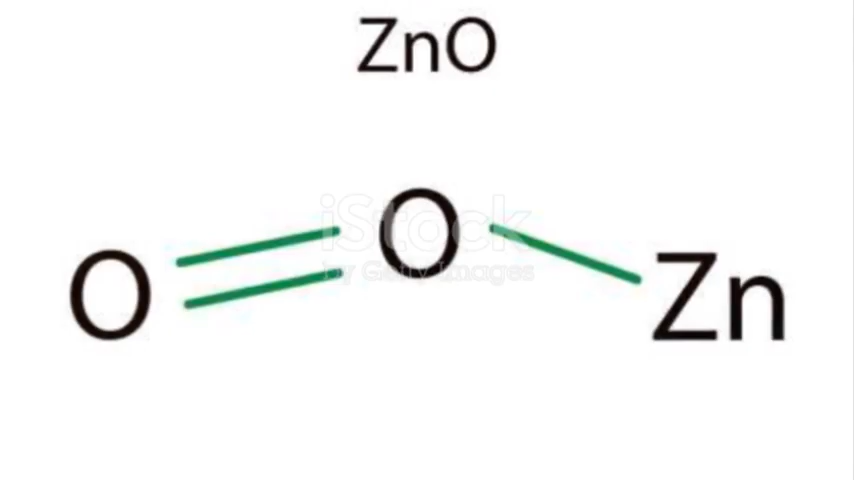 ZnO
iStock
by Getty Images
O
O
Zn